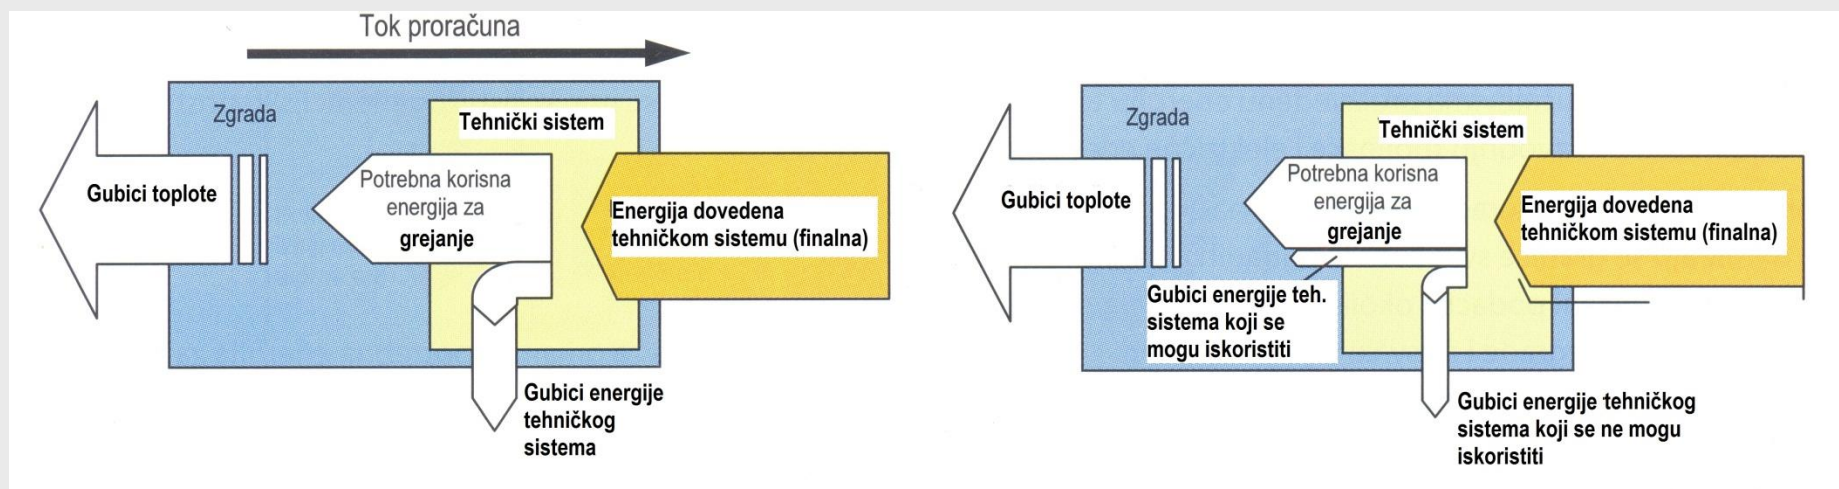 Tok proračuna
Zgrada
Tehnički sistem
Gubici toplote
Potrebna korisna
energija za
grejanje
Energija dovedena
tehničkom sistemu (finalna)
Gubici energije
tehničkog
sistema
Zgrada
Tehnički sistem
Gubici toplote
Potrebna korisna
energija za
grejanje
Energija dovedena
tehničkom sistemu (finalna)
Gubici energije teh.
sistema koji se
mogu iskoristiti
Gubici energije tehničkog
sistema koji se ne mogu
iskoristiti